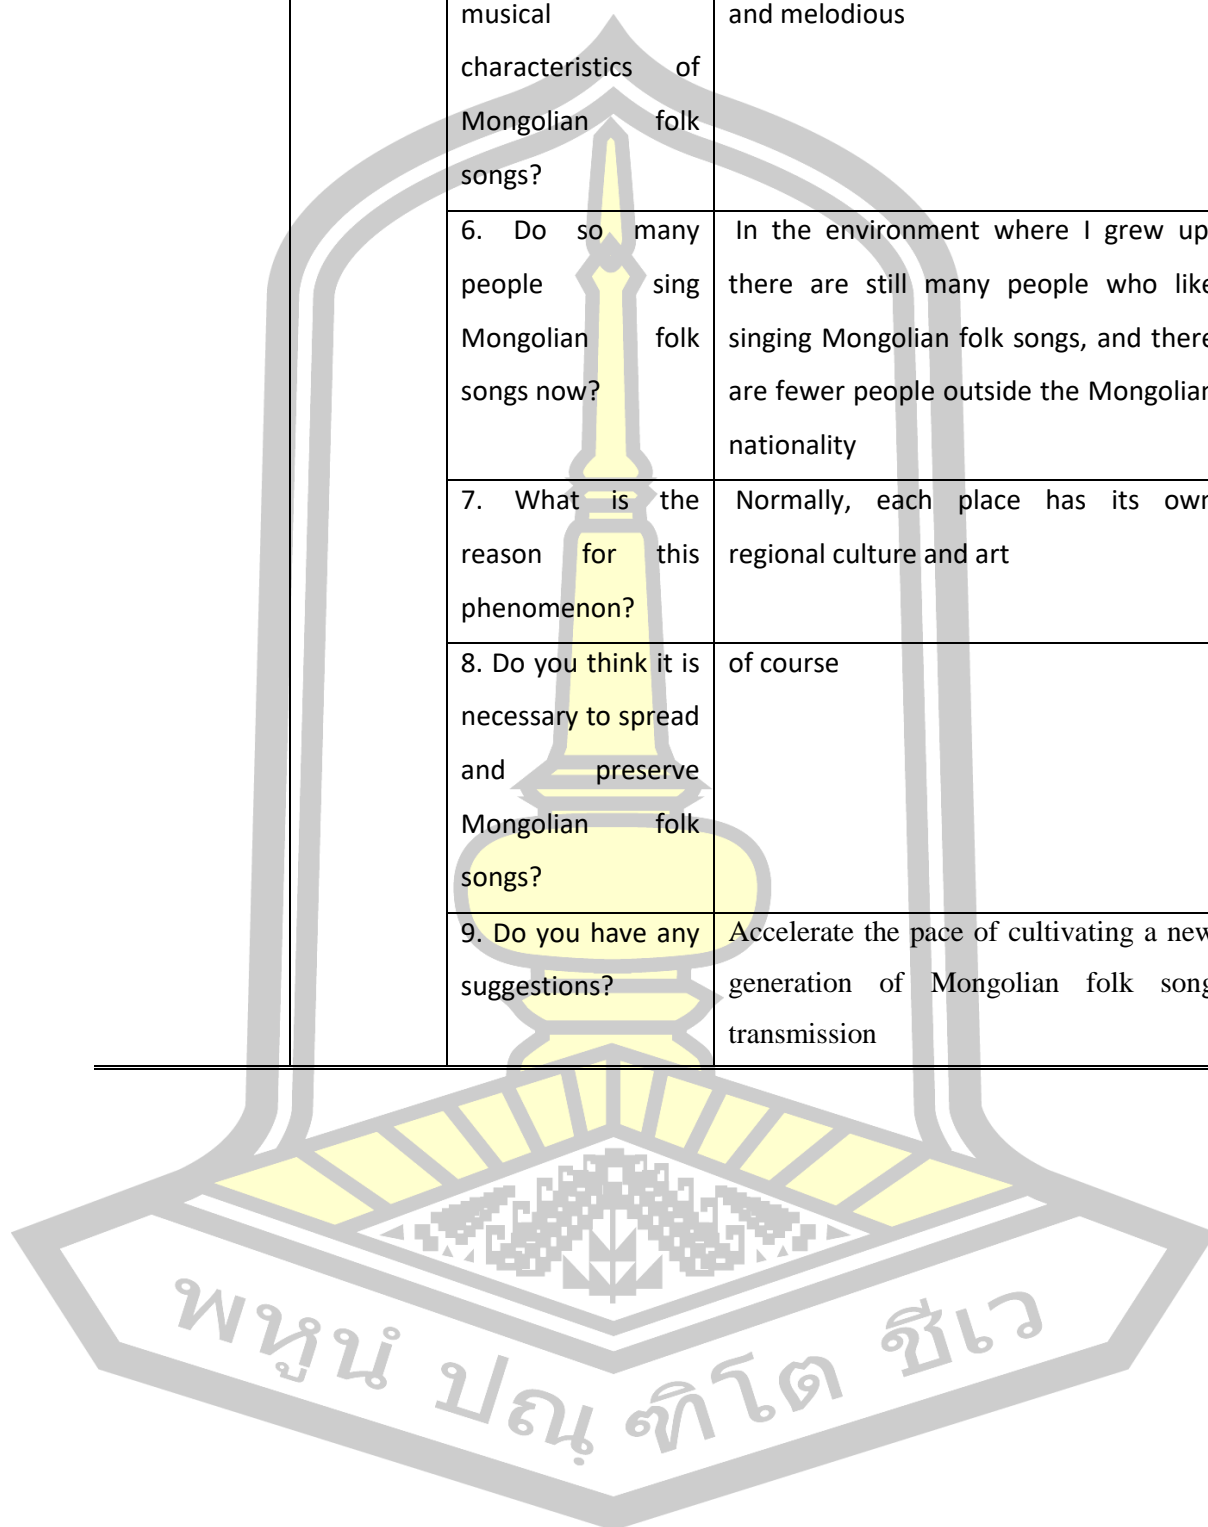 musical
characteristics of
Mongolian folk
songs?
and melodious
6. Do so many
people sing
Mongolian folk
songs now?
In the environment where I grew up
there are still many people who like
singing Mongolian folk songs, and there
are fewer people outside the Mongolian
nationality
7. What is the
reason for this
phenomenon?
Normally, each place has its own
regional culture and art
8. Do you think it is
necessary to spread
and preserve
Mongolian folk
songs?
of course
9. Do you have any
suggestions?
Accelerate the pace of cultivating a new
generation of Mongolian folk song
transmission
พหูนํ ปณฺฑิโต ชีเว